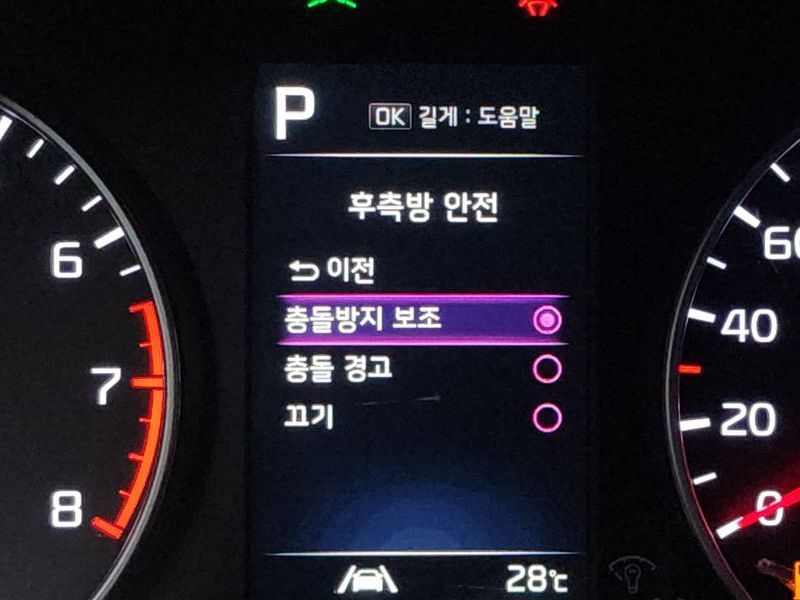 P
OK 길게 : 도움말
후측방 안전
이전
충돌방지 보조
충돌 경고
끄기
28℃
6
7
8
60
40
20
0